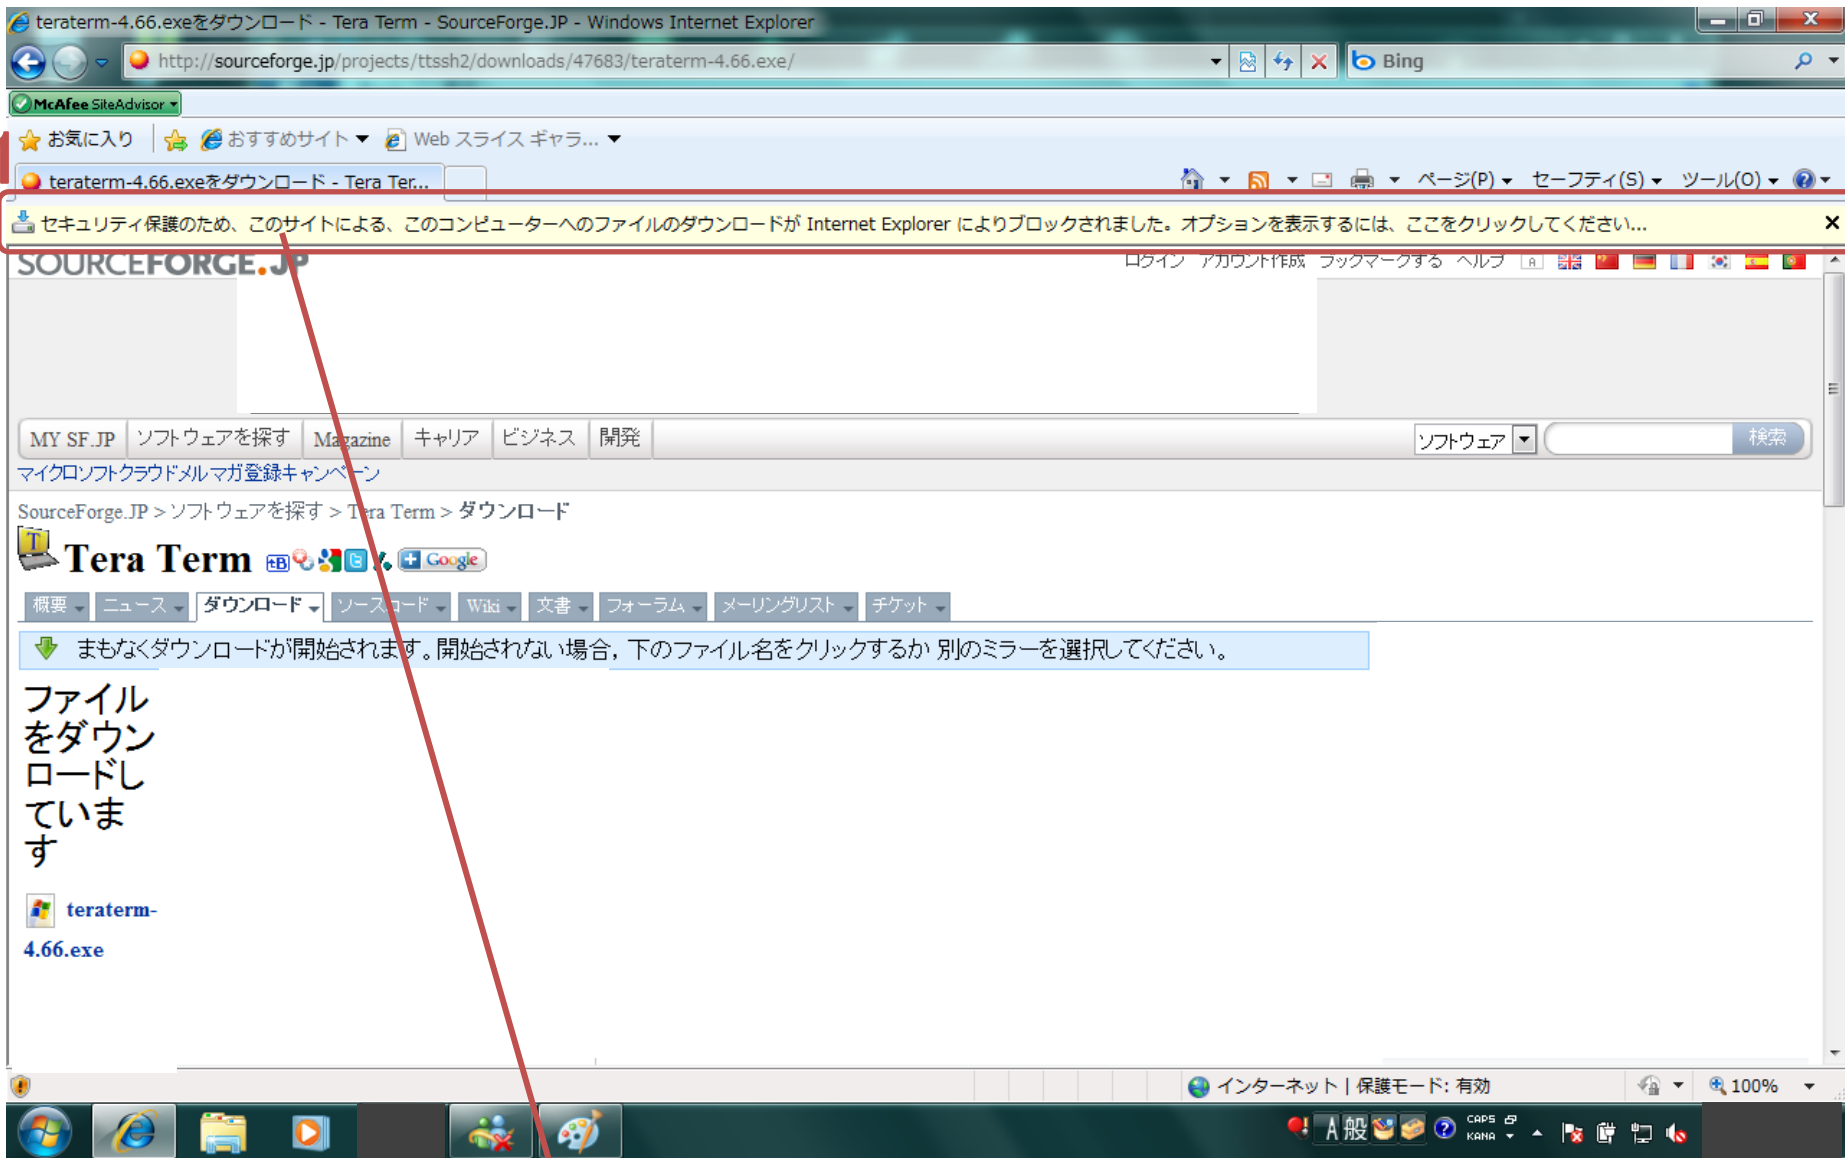 teraterm-4.66.exeをダウンロード - Tera Term - SourceForge.JP - Windows Internet Explorer
http://sourceforge.jp/projects/ttssh2/downloads/47683/teraterm-4.66.exe/
Bing
McAfee SiteAdvisor
お気に入り おすすめサイト Web スライス ギャラ...
teraterm-4.66.exeをダウンロード - Tera Ter...
ページ(P) セーフティ(S) ツール(O)
セキュリティ保護のため、このサイトによる、このコンピューターへのファイルのダウンロードが Internet Explorer によりブロックされました。オプションを表示するには、ここをクリックしてください...
SOURCEFORGE.JP
ログイン アカウント作成 ブックマークする ヘルプ A
MY SF.JP ソフトウェアを探す Magazine キャリア ビジネス 開発
ソフトウェア 検索
マイクロソフトクラウドメルマガ登録キャンペーン
SourceForge.JP > ソフトウェアを探す > Tera Term > ダウンロード
Tera Term Google
概要 ニュース ダウンロード ソースコード Wiki 文書 フォーラム メーリングリスト チケット
まもなくダウンロードが開始されます。開始されない場合, 下のファイル名をクリックするか 別のミラーを選択してください。
ファイル
をダウン
ロードし
ていま
す
teraterm-
4.66.exe
インターネット | 保護モード: 有効
100%
A 般 CAPS
KANA